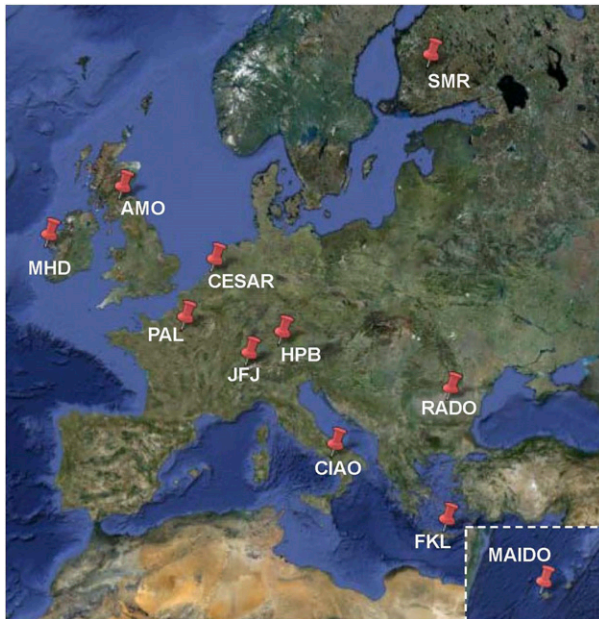 SMR
AMO
MHD
CESAR
PAL
HPB
JFJ
RADO
CIAO
FKL
MAIDO